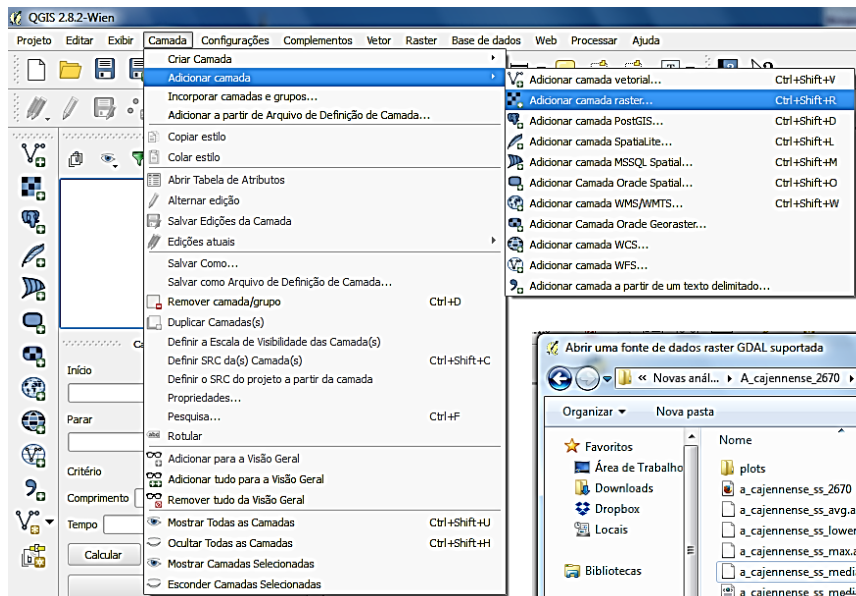 QGIS 2.8.2-Wien
Projeto Editar Exibir Camada Configurações Complementos Vetor Raster Base de dados Web Processar Ajuda
Criar Camada
Adicionar camada
Incorporar camadas e grupos...
Adicionar a partir de Arquivo de Definição de Camada...
Copiar estilo
Colar estilo
Abrir Tabela de Atributos
Alternar edição
Salvar Edições da Camada
Edições atuais
Salvar Como...
Salvar como Arquivo de Definição de Camada...
Remover camada/grupo Ctrl+D
Duplicar Camadas(s)
Definir a Escala de Visibilidade das Camada(s)
Definir SRC da(s) Camada(s) Ctrl+Shift+C
Definir o SRC do projeto a partir da camada
Propriedades...
Pesquisa... Ctrl+F
abc Rotular
Adicionar para a Visão Geral
Adicionar tudo para a Visão Geral
Remover tudo da Visão Geral
Mostrar Todas as Camadas Ctrl+Shift+U
Ocultar Todas as Camadas Ctrl+Shift+H
Mostrar Camadas Selecionadas
Esconder Camadas Selecionadas
Adicionar camada vetorial... Ctrl+Shift+V
Adicionar camada raster... Ctrl+Shift+R
Adicionar camada PostGIS... Ctrl+Shift+D
Adicionar camada SpatiaLite... Ctrl+Shift+L
Adicionar camada MSSQL Spatial... Ctrl+Shift+M
Adicionar Camada Oracle Spatial... Ctrl+Shift+O
Adicionar camada WMS/WMTS... Ctrl+Shift+W
Adicionar Camada Oracle Georaster...
Adicionar camada WCS...
Adicionar camada WFS...
Adicionar camada a partir de um texto delimitado...
Ca
Início
Parar
Critério
Comprimento
Tempo
Calcular
Abrir uma fonte de dados raster GDAL suportada
« Novas anál... A_cajennense_2670
Organizar Nova pasta
Favoritos
Área de Trabalho
Downloads
Dropbox
Locais
Bibliotecas
Nome
plots
a_cajennense_ss_2670
a_cajennense_ss_avg.a
a_cajennense_ss_lower
a_cajennense_ss_max.a
a_cajennense_ss_medi
a_cajennense_ss_medi